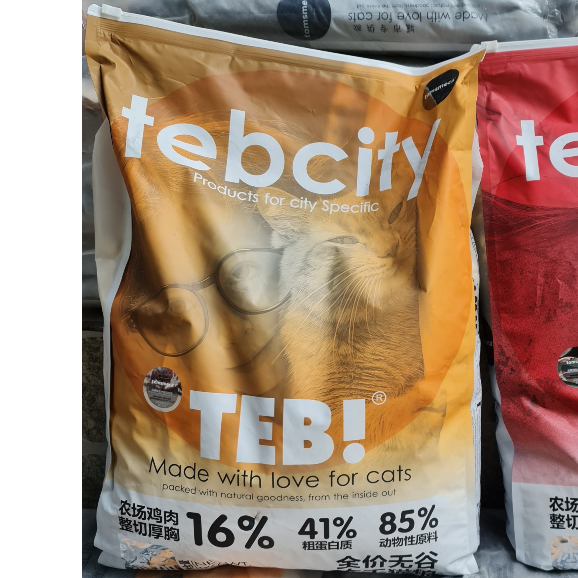 Made with love for cats
tomsmeca
tebcity
te
Products for city Specific
TEB!®
Made with love for cats
packed with natural goodness, from the inside out
农场鸡肉
整切厚胸
16%
41%
粗蛋白质
85%
动物性原料
农场
整切
全价无谷